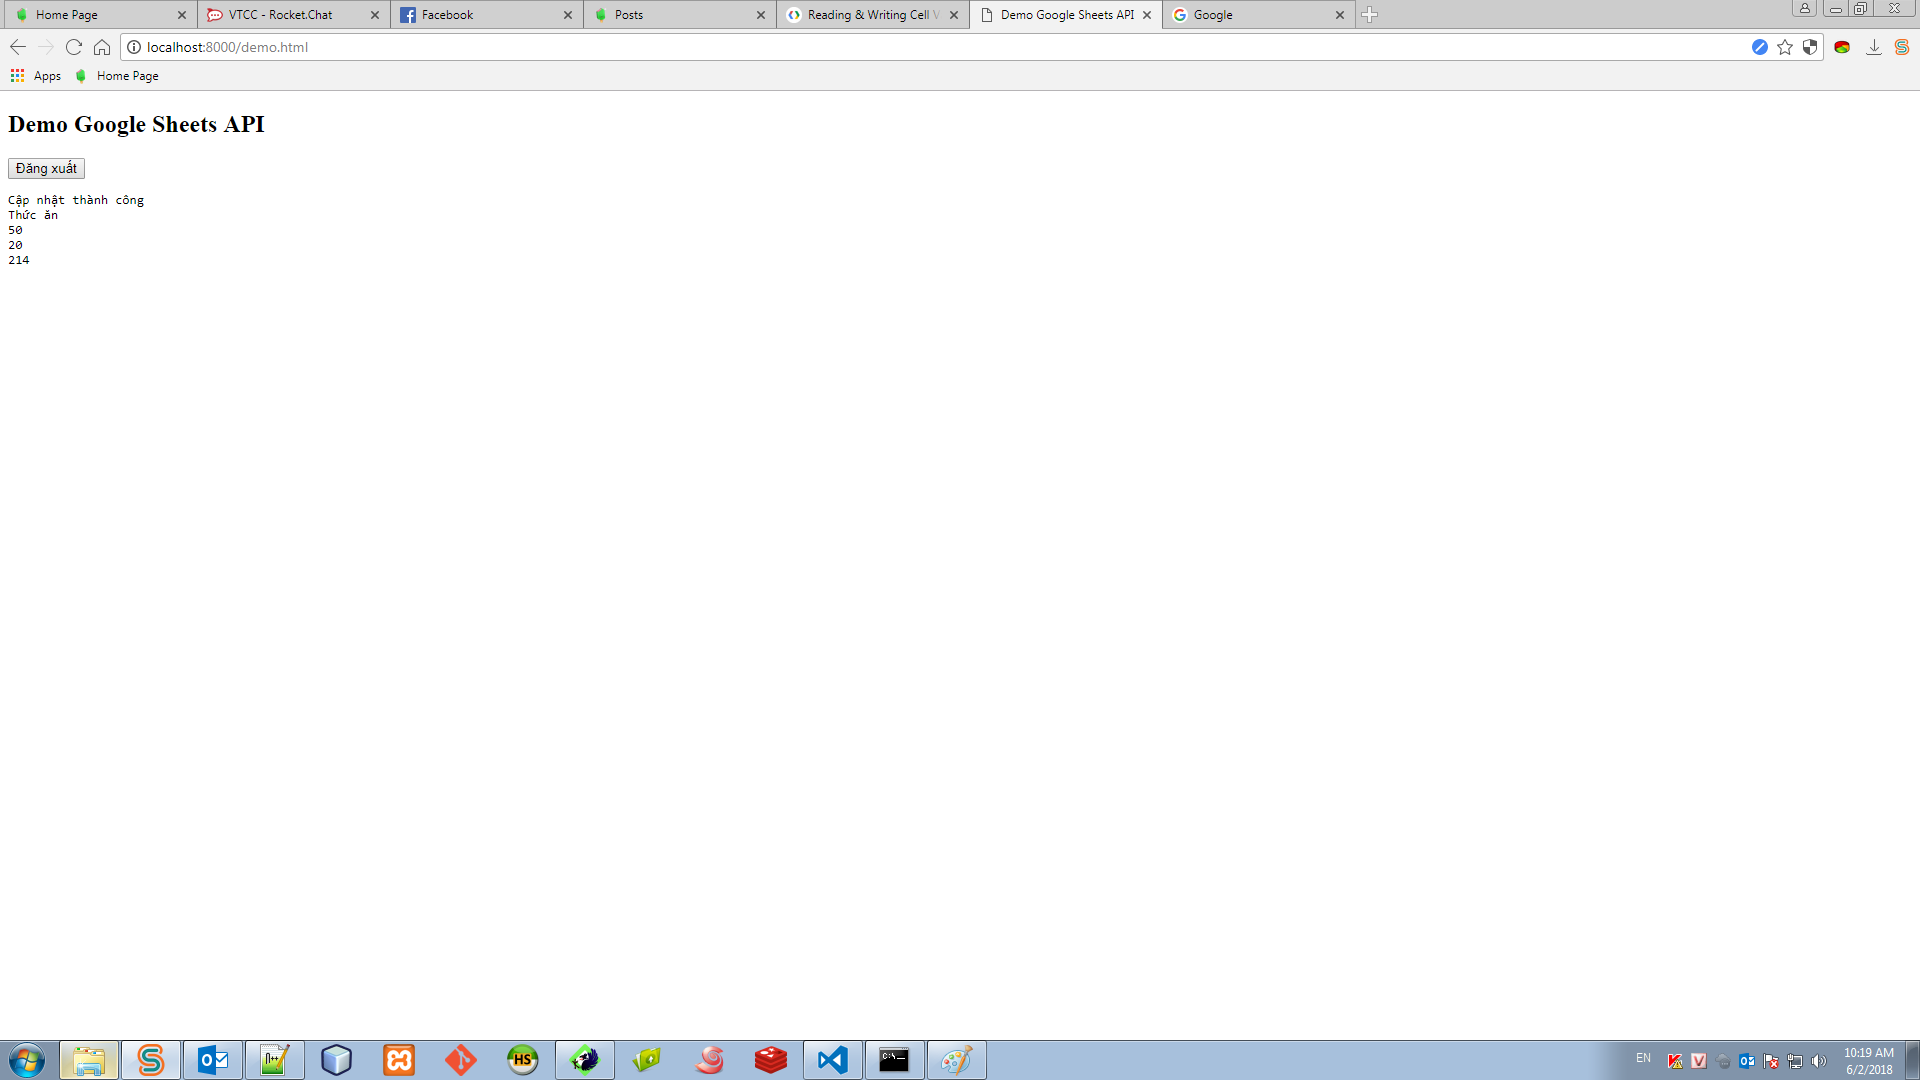 Home Page
VTCC - Rocket.Chat
Facebook
Posts
Reading & Writing Cell V
Demo Google Sheets API
Google
localhost:8000/demo.html
Apps
Home Page
Demo Google Sheets API
Đăng xuất
Cập nhật thành công
Thức ăn
50
20
214
EN
10:19 AM
6/2/2018